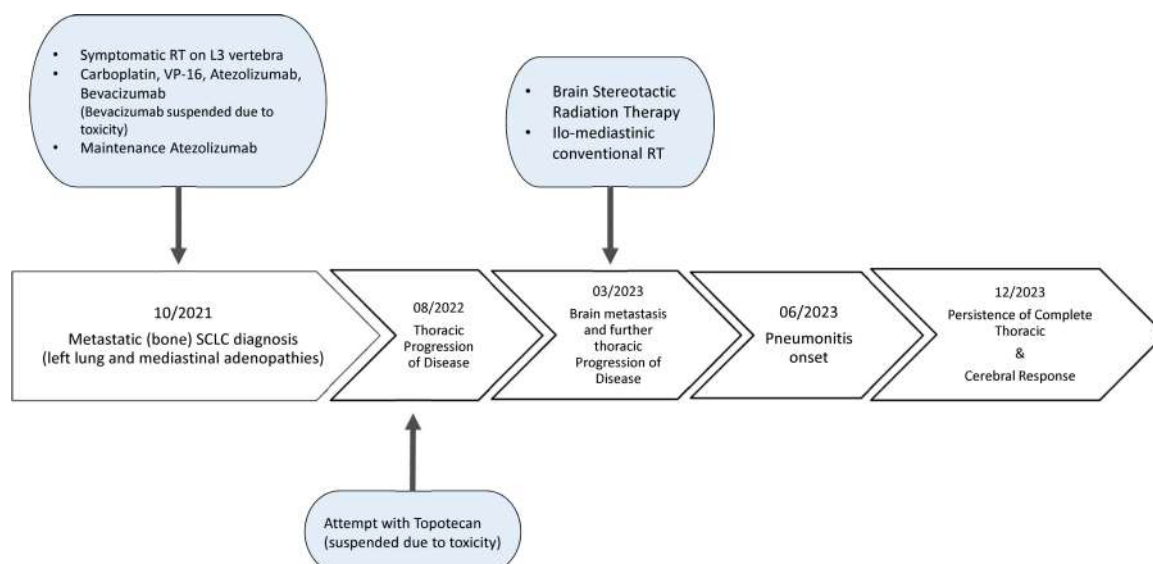 • Symptomatic RT on L3 vertebra
• Carboplatin, VP-16, Atezolizumab,
Bevacizumab
(Bevacizumab suspended due to
toxicity)
• Maintenance Atezolizumab
• Brain Stereotactic
Radiation Therapy
• Ilo-mediastinic
conventional RT
10/2021
Metastatic (bone) SCLC diagnosis
(left lung and mediastinal adenopathies)
08/2022
Thoracic
Progression
of Disease
03/2023
Brain metastasis
and further
thoracic
Progression of
Disease
06/2023
Pneumonitis
onset
12/2023
Persistence of Complete
Thoracic
&
Cerebral Response
Attempt with Topotecan
(suspended due to toxicity)